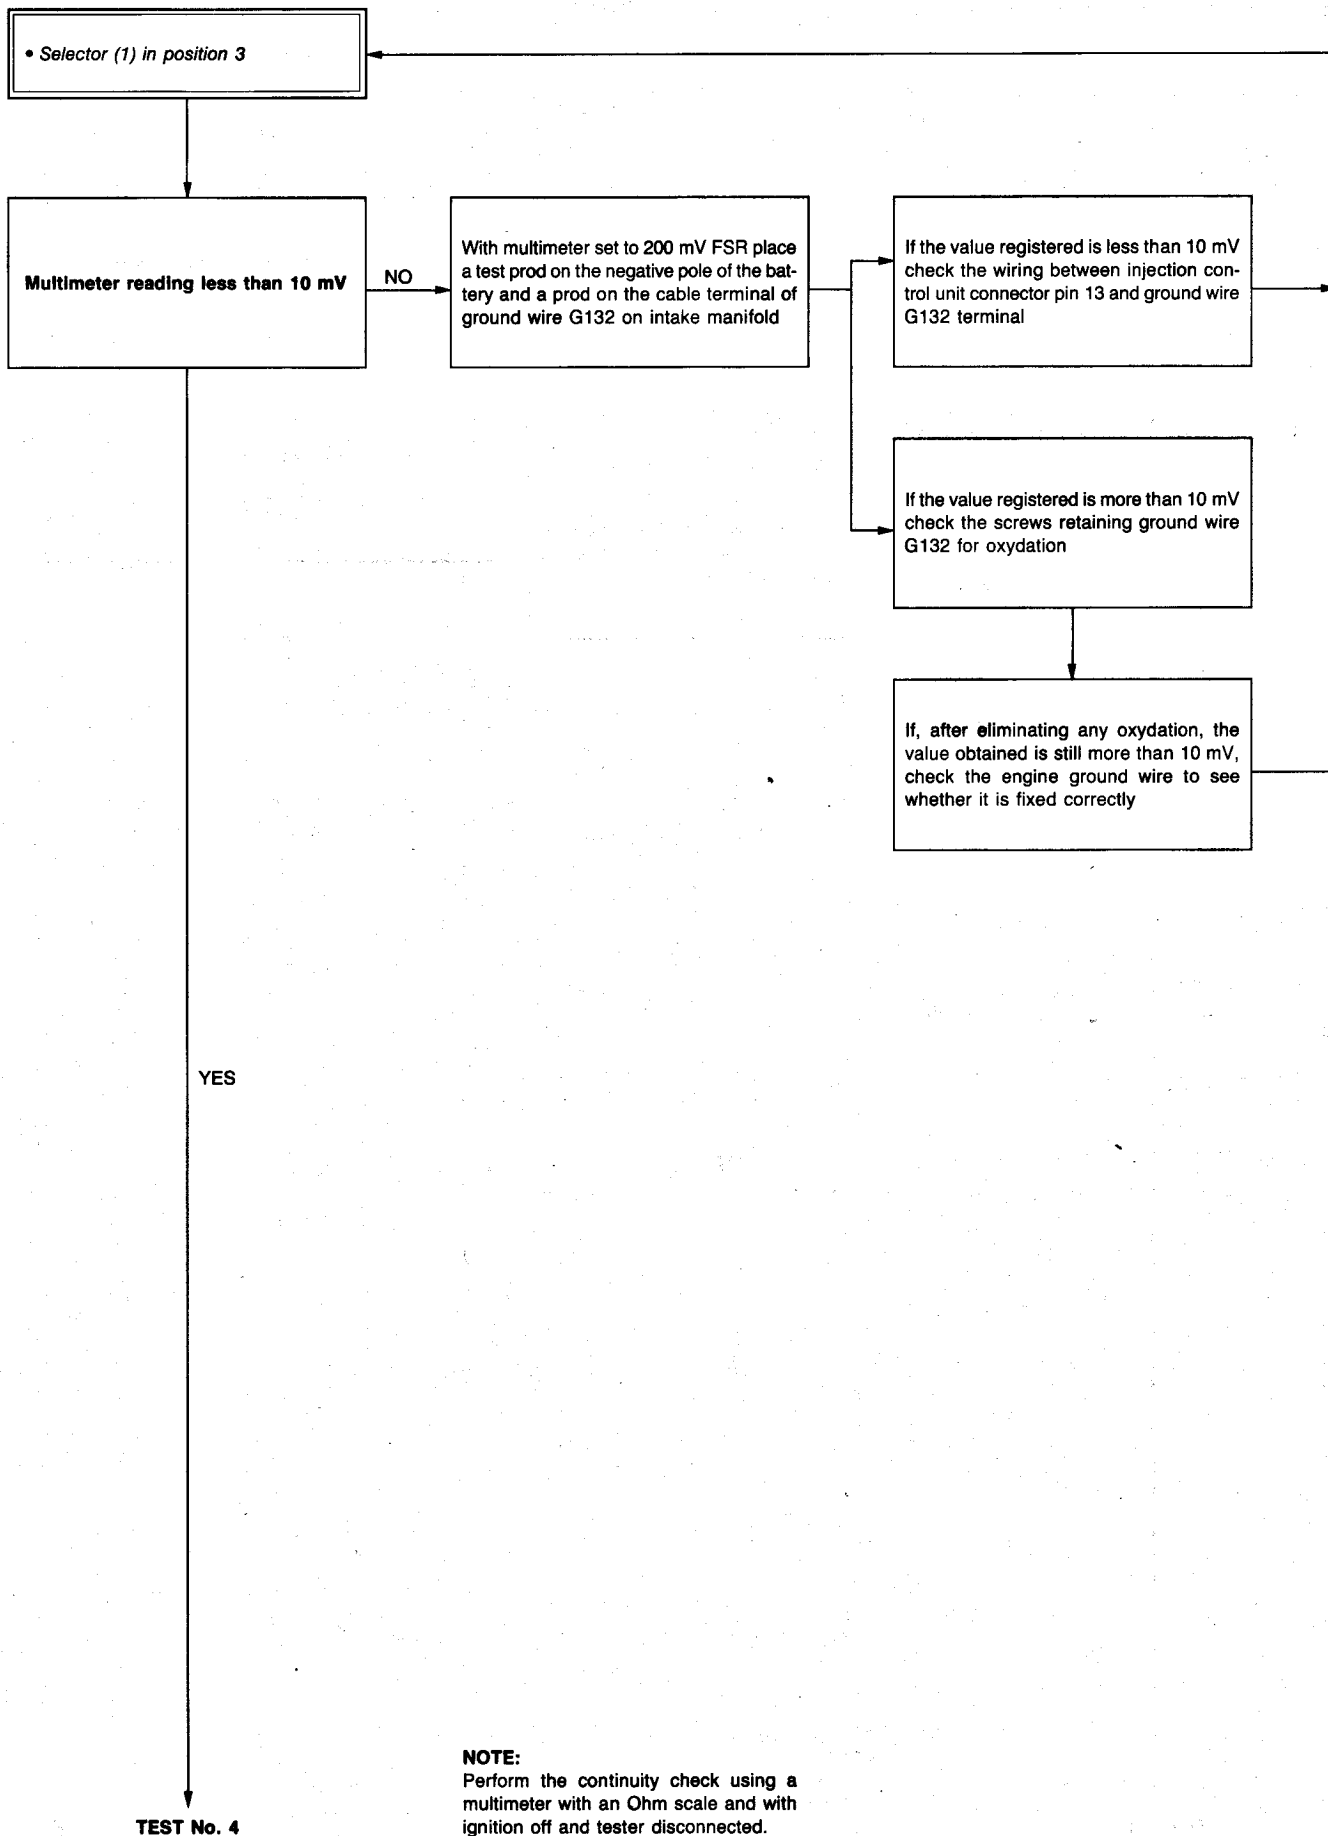 • Selector (1) in position 3
Multimeter reading less than 10 mV
NO
With multimeter set to 200 mV FSR place
a test prod on the negative pole of the bat-
tery and a prod on the cable terminal of
ground wire G132 on intake manifold
If the value registered is less than 10 mV
check the wiring between injection con-
trol unit connector pin 13 and ground wire
G132 terminal
If the value registered is more than 10 mV
check the screws retaining ground wire
G132 for oxydation
If, after eliminating any oxydation, the
value obtained is still more than 10 mV,
check the engine ground wire to see
whether it is fixed correctly
YES
TEST No. 4
NOTE:
Perform the continuity check using a
multimeter with an Ohm scale and with
ignition off and tester disconnected.